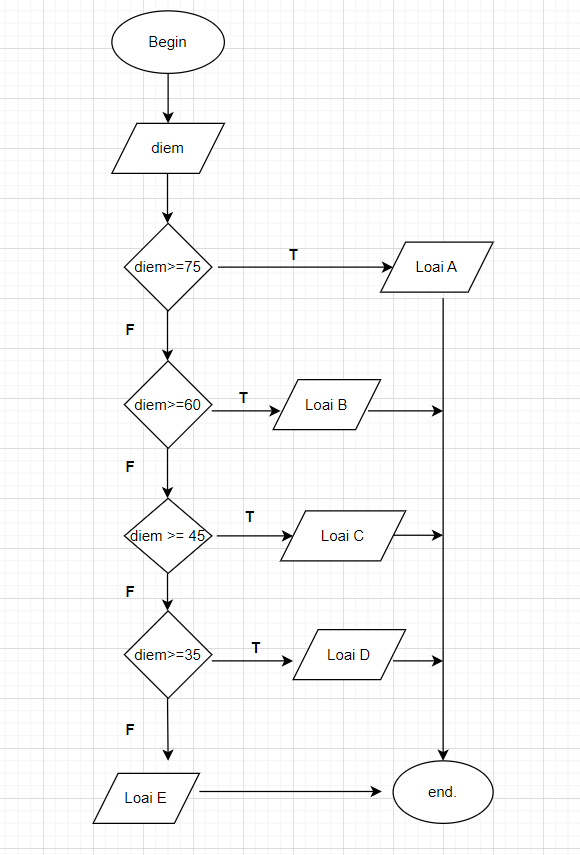 Begin
diem
diem>=75
T
Loai A
F
diem>=60
T
Loai B
F
diem >= 45
T
Loai C
F
diem>=35
T
Loai D
F
Loai E
end.